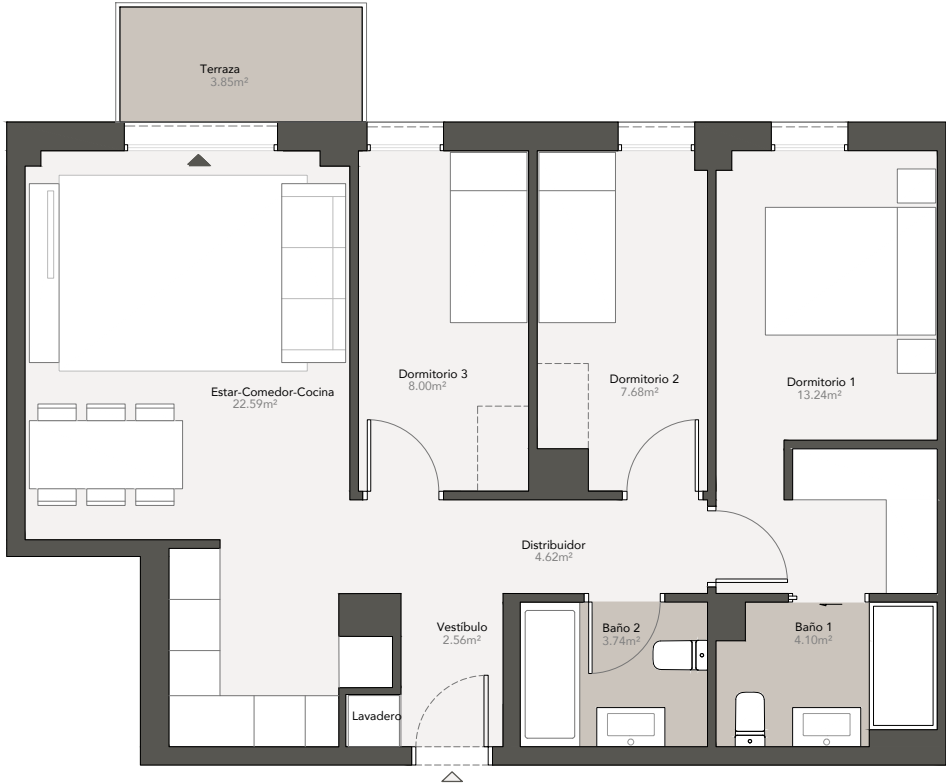 Terraza
3.85m²
Estar-Comedor-Cocina
22.59m²
Dormitorio 3
8.00m²
Dormitorio 2
7.68m²
Dormitorio 1
13.24m²
Distribuidor
4.62m²
Vestíbulo
2.56m²
Baño 2
3.74m²
Baño 1
4.10m²
Lavadero